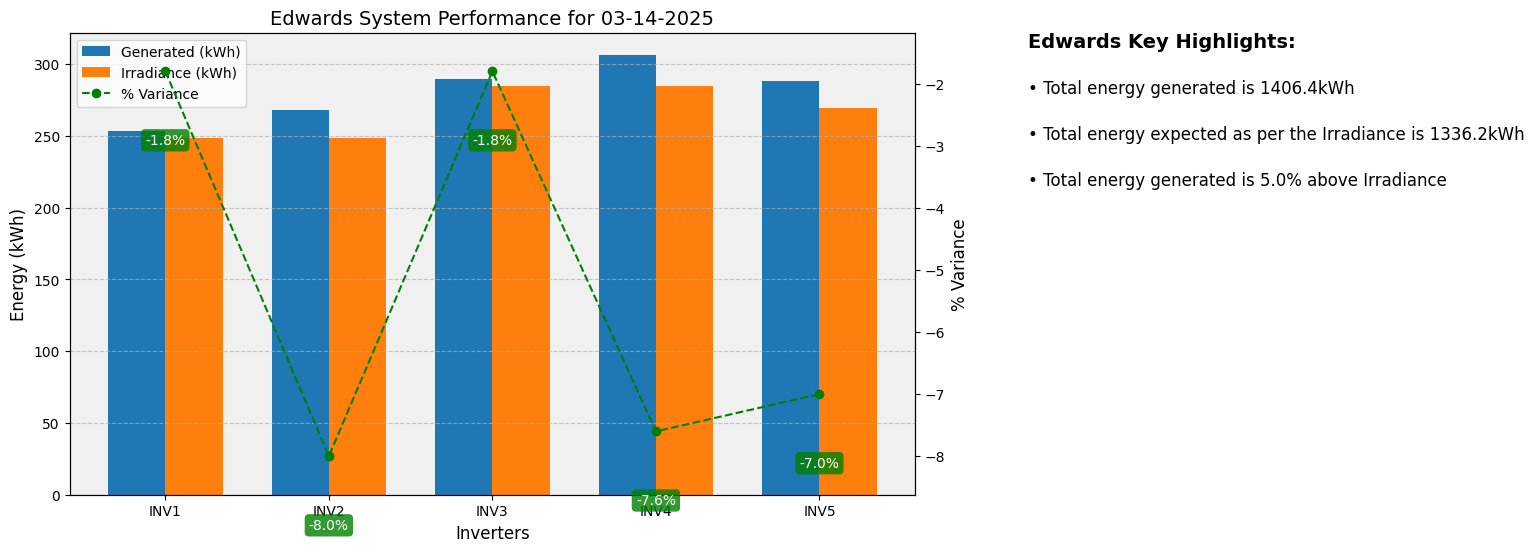 Edwards System Performance for 03-14-2025
Generated (kWh)
Irradiance (kWh)
% Variance
Energy (kWh)
300
250
200
150
100
50
0
-1.8%
-8.0%
-1.8%
-7.6%
-7.0%
−2
−3
−4
−5
−6
−7
−8
% Variance
INV1
INV2
INV3
INV4
INV5
Inverters
Edwards Key Highlights:
• Total energy generated is 1406.4kWh
• Total energy expected as per the Irradiance is 1336.2kWh
• Total energy generated is 5.0% above Irradiance